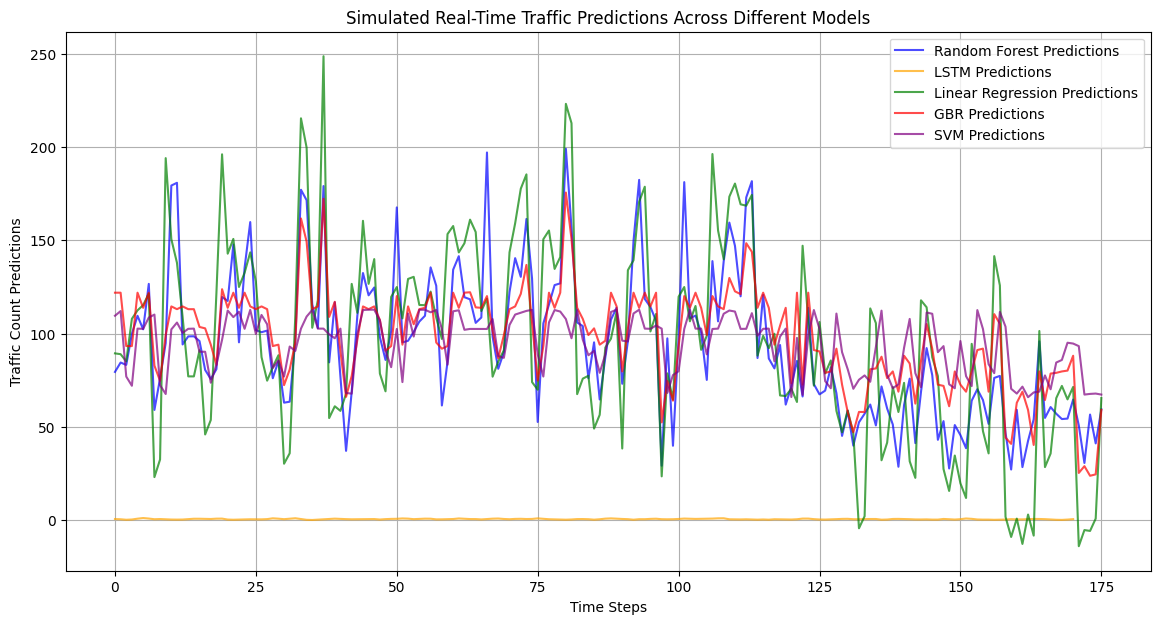 Simulated Real-Time Traffic Predictions Across Different Models
Random Forest Predictions
LSTM Predictions
Linear Regression Predictions
GBR Predictions
SVM Predictions
Traffic Count Predictions
250
200
150
100
50
0
0 25 50 75 100 125 150 175
Time Steps